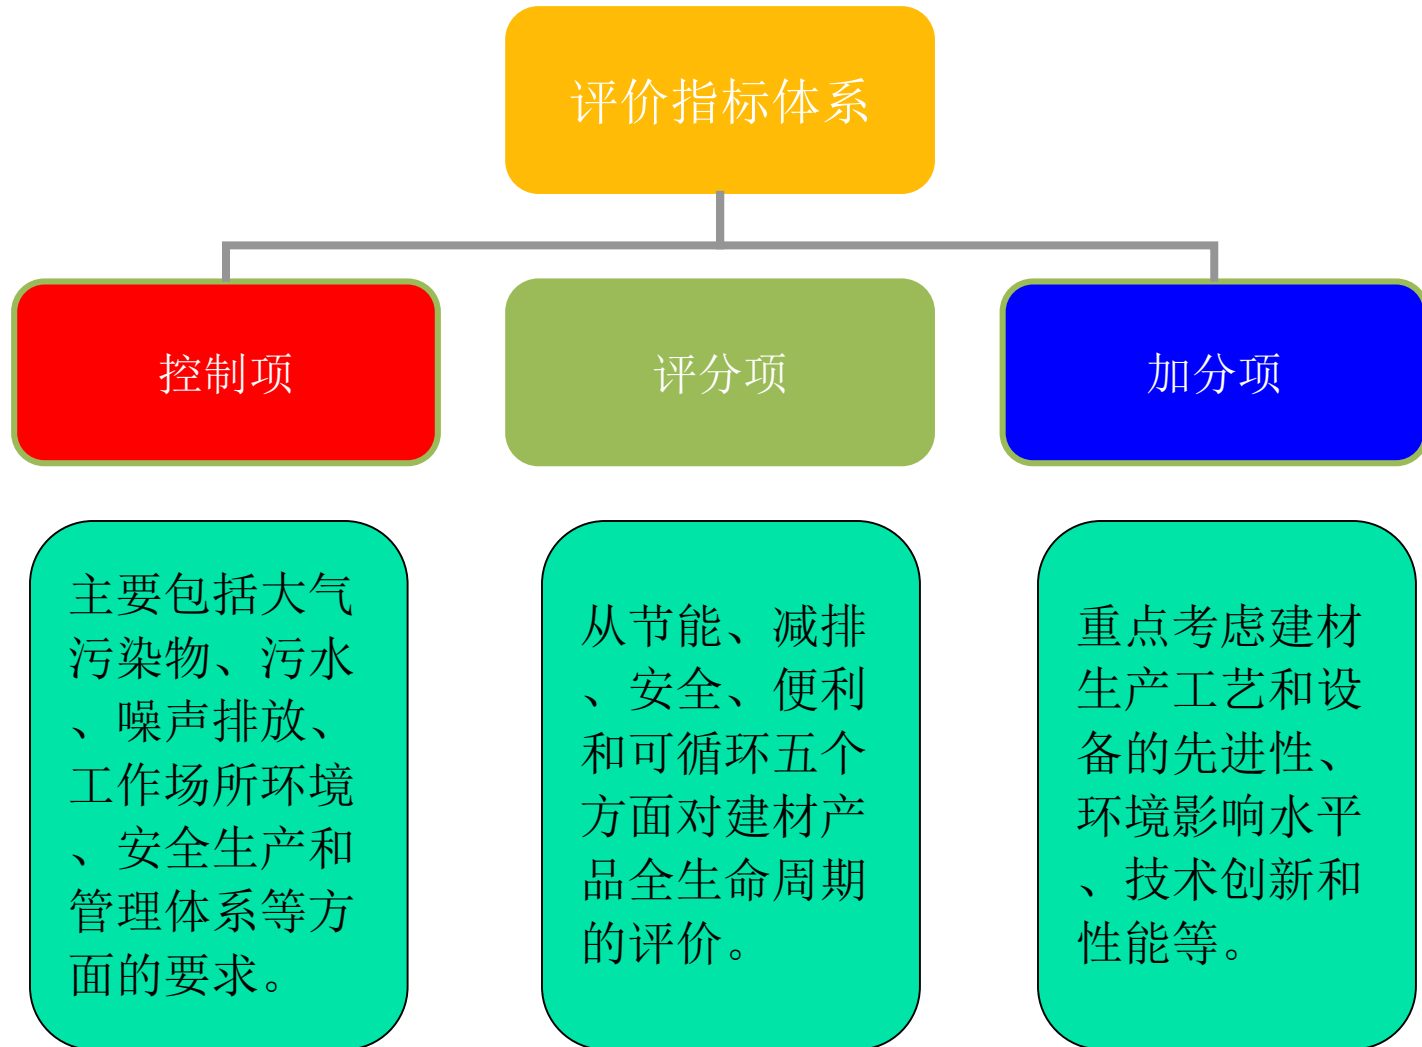 评价指标体系
控制项
评分项
加分项
主要包括大气
污染物、污水
、噪声排放、
工作场所环境
、安全生产和
管理体系等方
面的要求。
从节能、减排
、安全、便利
和可循环五个
方面对建材产
品全生命周期
的评价。
重点考虑建材
生产工艺和设
备的先进性、
环境影响水平
、技术创新和
性能等。